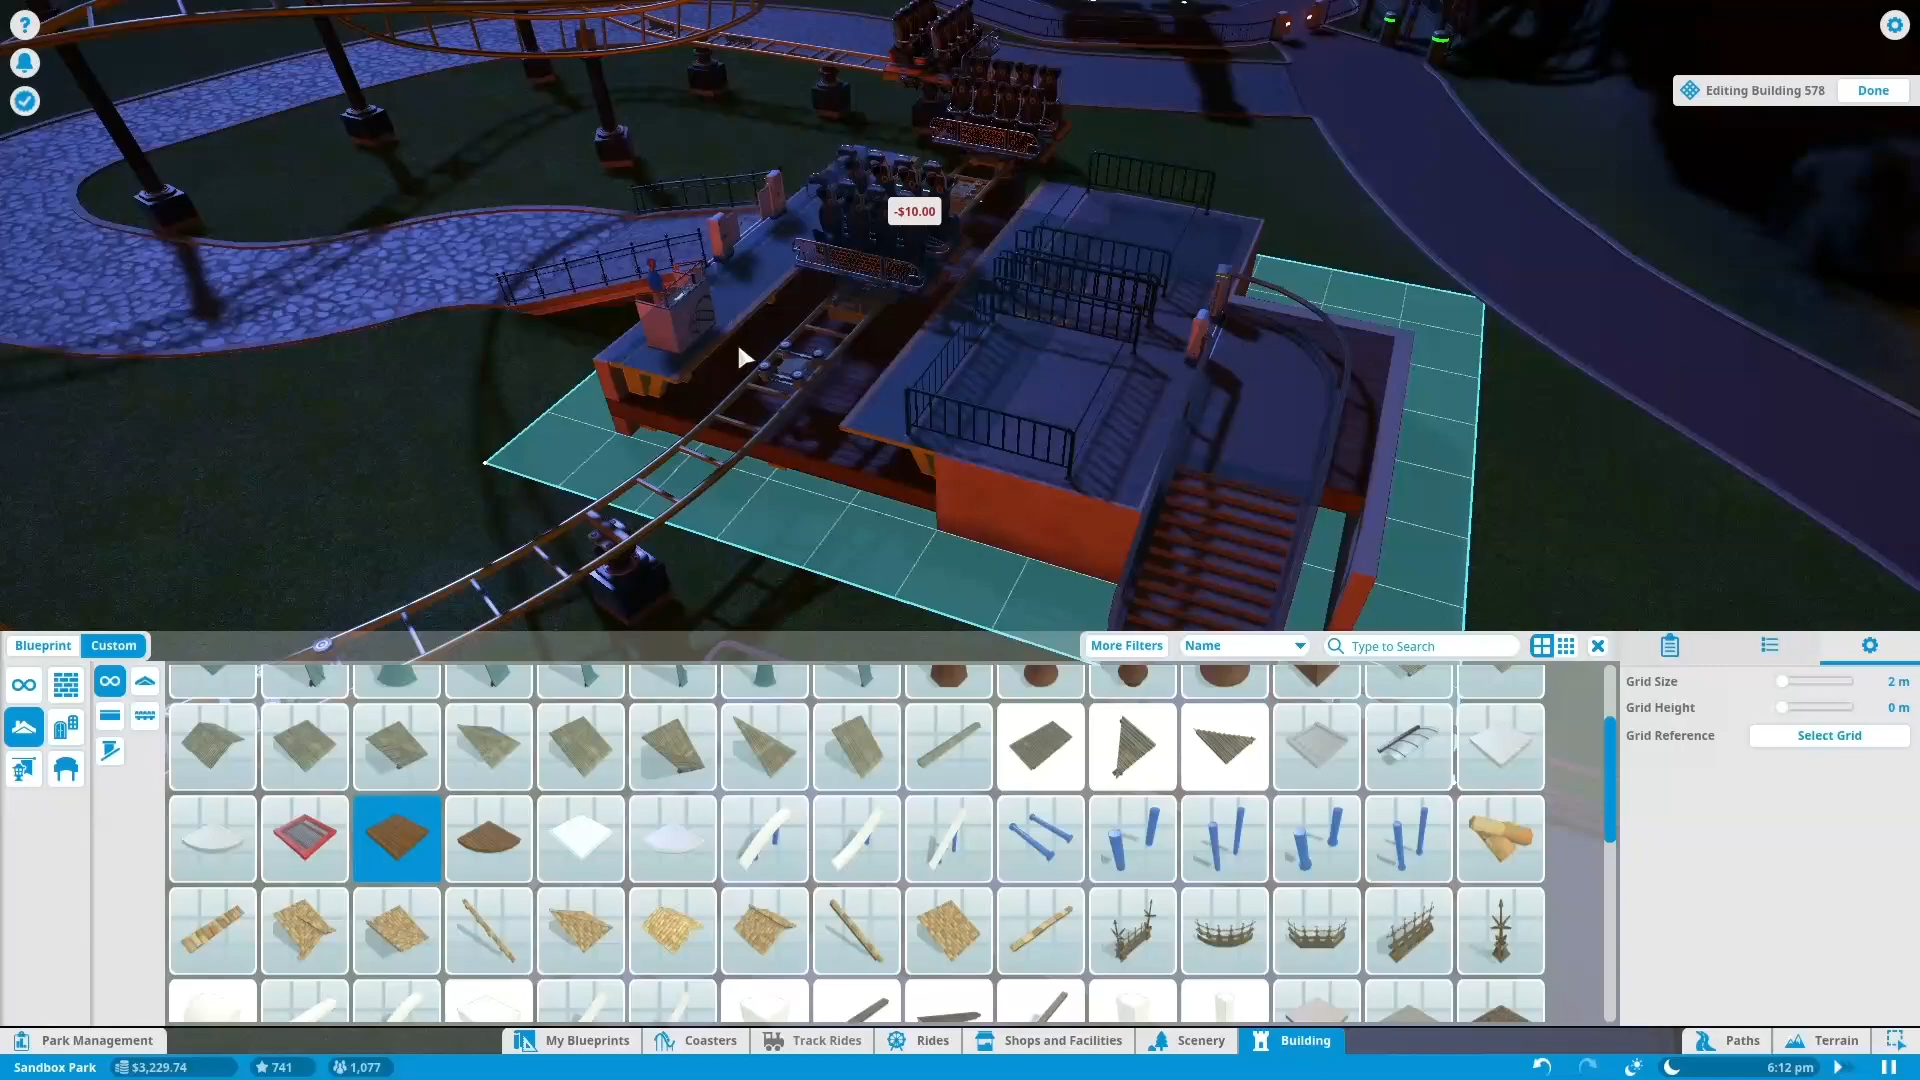 ?
Editing Building 578 Done
-$10.00
Blueprint Custom
More Filters Name Type to Search
Grid Size 2 m
Grid Height 0 m
Grid Reference Select Grid
Park Management My Blueprints Coasters Track Rides Rides Shops and Facilities Scenery Building Paths Terrain
Sandbox Park $3,229.74 741 1,077 6:12 pm